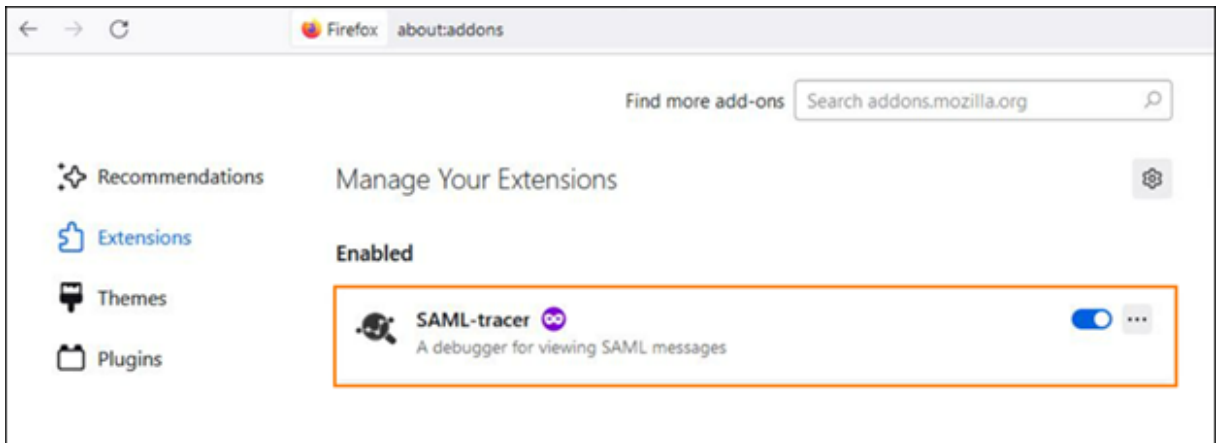 Firefox about:addons
Find more add-ons Search addons.mozilla.org
Recommendations
Manage Your Extensions
Extensions
Enabled
Themes
SAML-tracer
A debugger for viewing SAML messages
Plugins